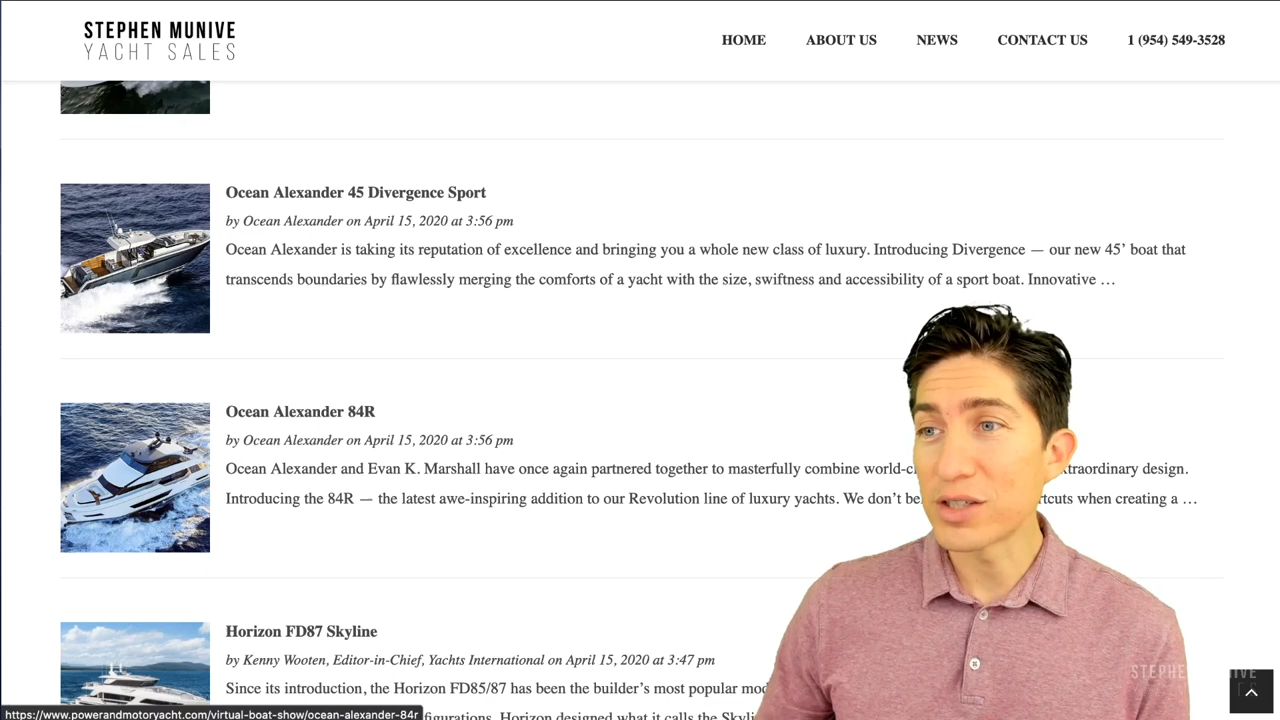 STEPHEN MUNIVE
YACHT SALES
HOME ABOUT US NEWS CONTACT US 1 (954) 549-3528
Ocean Alexander 45 Divergence Sport
by Ocean Alexander on April 15, 2020 at 3:56 pm
Ocean Alexander is taking its reputation of excellence and bringing you a whole new class of luxury. Introducing Divergence — our new 45’ boat that
transcends boundaries by flawlessly merging the comforts of a yacht with the size, swiftness and accessibility of a sport boat. Innovative …
Ocean Alexander 84R
by Ocean Alexander on April 15, 2020 at 3:56 pm
Ocean Alexander and Evan K. Marshall have once again partnered together to masterfully combine design.
Introducing the 84R — the latest awe-inspiring addition to our Revolution line of luxury yachts. We don’t when creating a …
Horizon FD87 Skyline
by Kenny Wooten, Editor-in-Chief, Yachts International on April 15, 2020 at 3:47 pm
Since its introduction, the Horizon FD85/87 has been the builder’s most popular
Horizon designed what it calls the
https://www.powerandmotoryacht.com/virtual-boat-show/ocean-alexander-84r